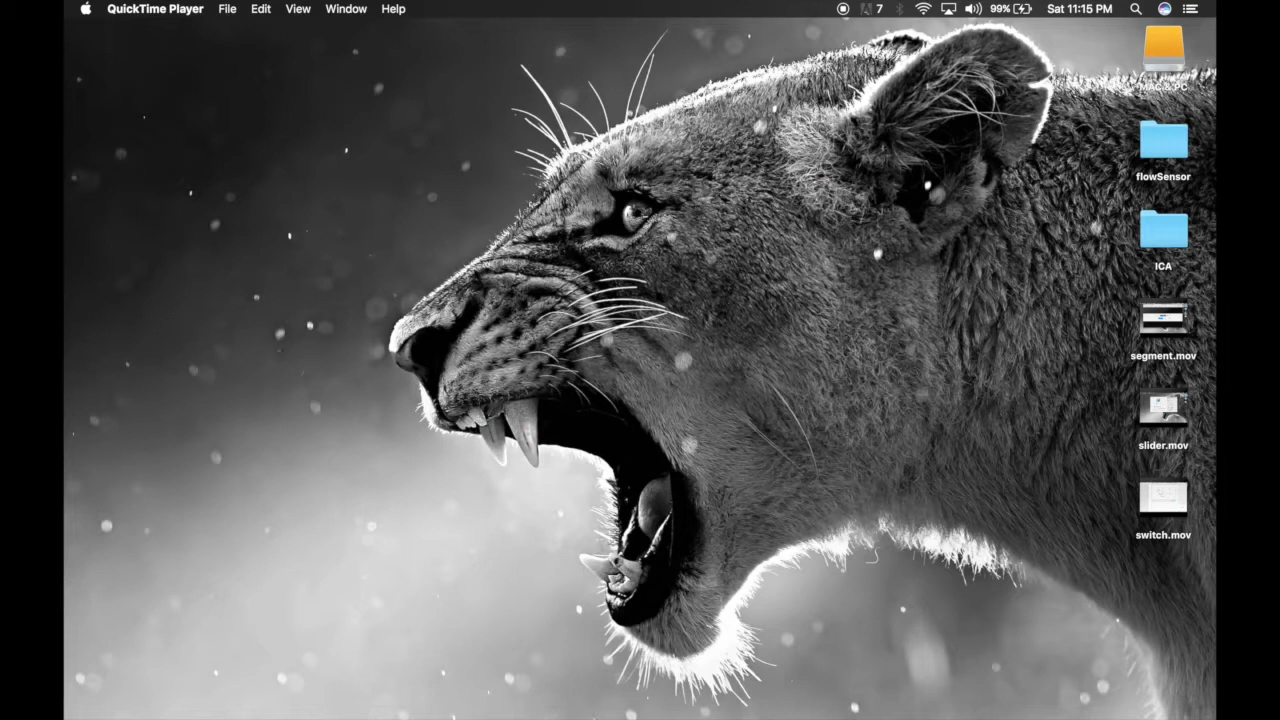 QuickTime Player File Edit View Window Help 7 99% Sat 11:15 PM
MAC & PC
flowSensor
ICA
segment.mov
slider.mov
switch.mov